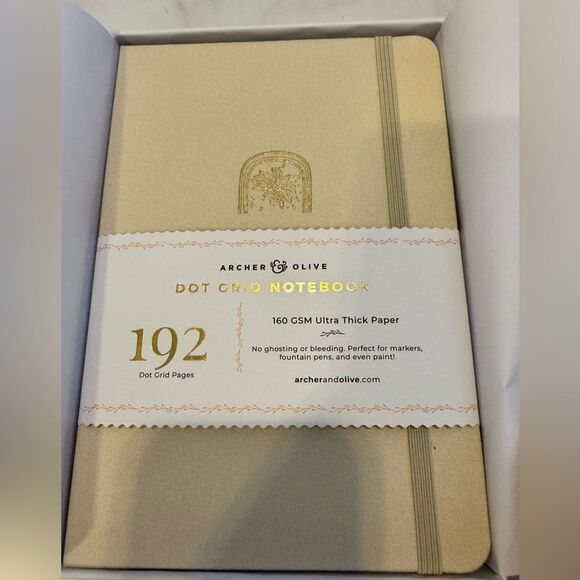 ARCHER & OLIVE
DOT GRID NOTEBOOK
192
Dot Grid Pages
160 GSM Ultra Thick Paper
No ghosting or bleeding. Perfect for markers,
fountain pens, and even paint!
archerandolive.com